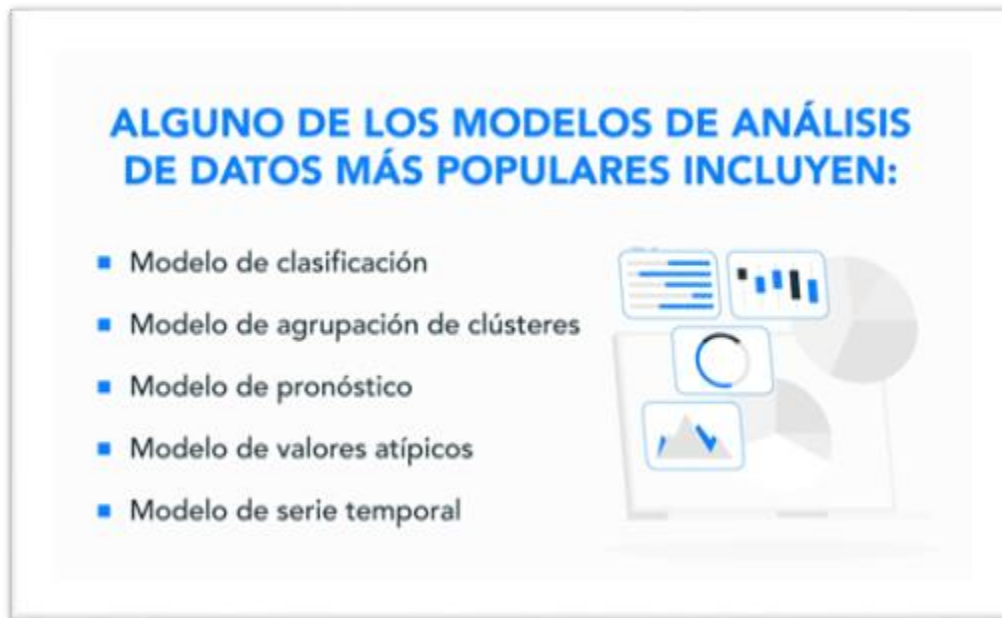 ALGUNO DE LOS MODELOS DE ANÁLISIS
DE DATOS MÁS POPULARES INCLUYEN:
Modelo de clasificación
Modelo de agrupación de clústeres
Modelo de pronóstico
Modelo de valores atípicos
Modelo de serie temporal